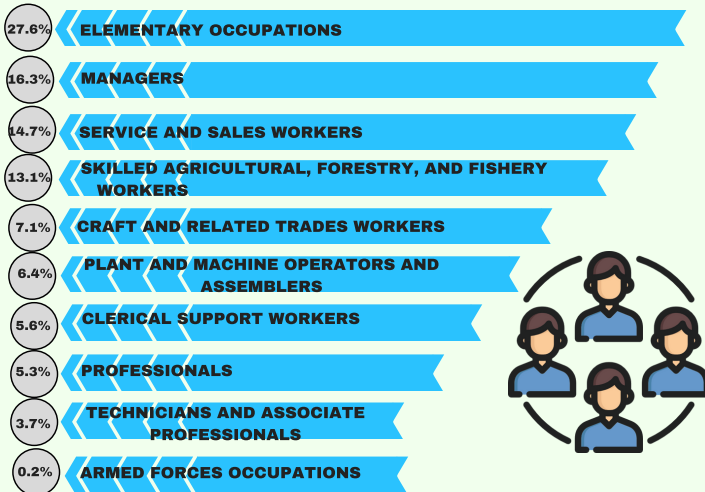 27.6% ELEMENTARY OCCUPATIONS
16.3% MANAGERS
14.7% SERVICE AND SALES WORKERS
13.1% SKILLED AGRICULTURAL, FORESTRY, AND FISHERY
WORKERS
7.1% CRAFT AND RELATED TRADES WORKERS
6.4% PLANT AND MACHINE OPERATORS AND
ASSEMBLERS
5.6% CLERICAL SUPPORT WORKERS
5.3% PROFESSIONALS
3.7% TECHNICIANS AND ASSOCIATE
PROFESSIONALS
0.2% ARMED FORCES OCCUPATIONS